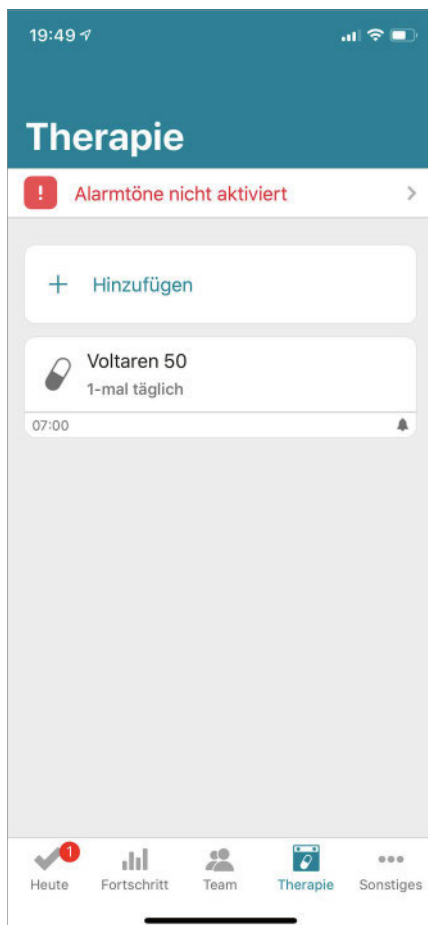 19:49
Therapie
! Alarmtöne nicht aktiviert
+ Hinzufügen
Voltaren 50
1-mal täglich
07:00
1
Heute Fortschritt Team Therapie Sonstiges